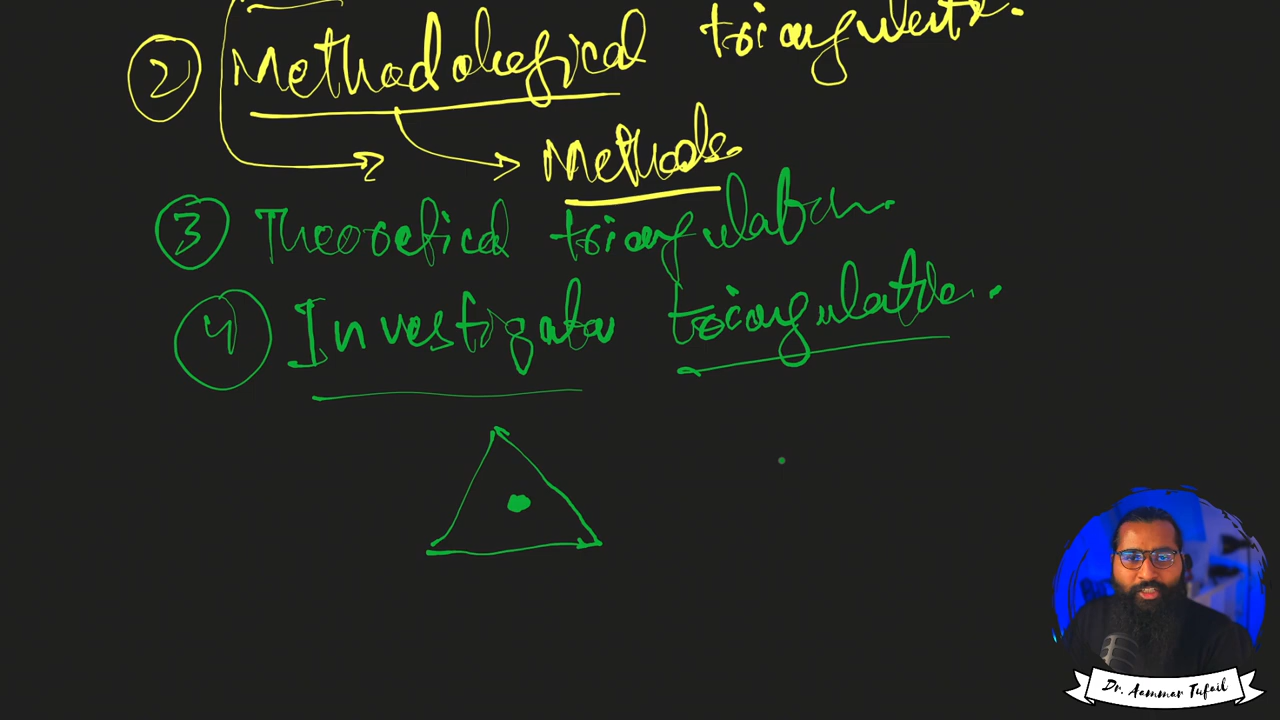 ② Methodological triangulation.
Methods.
③ Theoretical triangulation.
④ Investigator triangulation.
Dr. Aammar Tufail